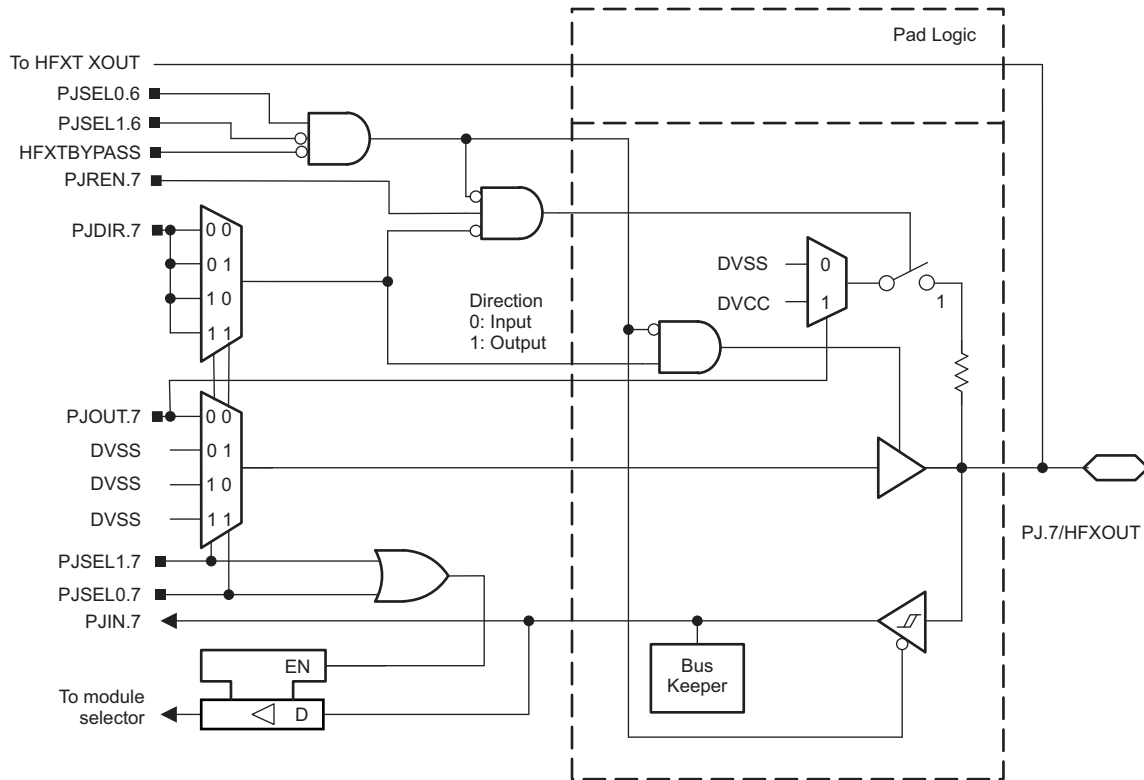 Pad Logic
To HFXT XOUT
PJSEL0.6
PJSEL1.6
HFXTBYPASS
PJREN.7
PJDIR.7
0 0
0 1
1 0
1 1
Direction
0: Input
1: Output
DVSS
0
DVCC
1
1
PJOUT.7
0 0
DVSS
0 1
DVSS
1 0
DVSS
1 1
PJ.7/HFXOUT
PJSEL1.7
PJSEL0.7
PJIN.7
Bus
Keeper
EN
To module
selector
D